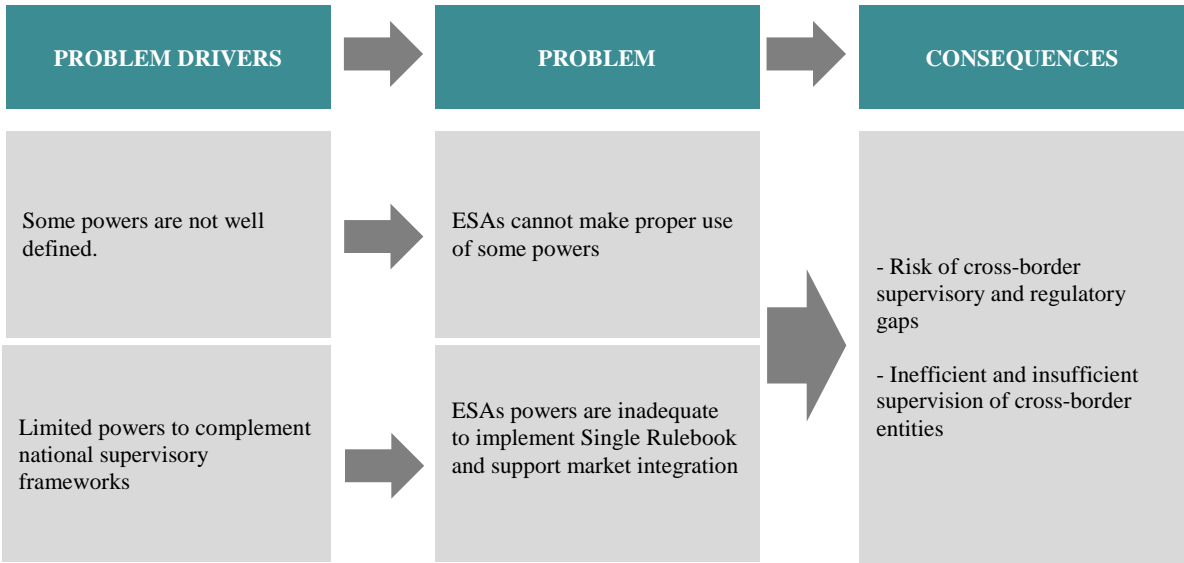 PROBLEM DRIVERS
PROBLEM
CONSEQUENCES
Some powers are not well
defined.
ESAs cannot make proper use
of some powers
Limited powers to complement
national supervisory
frameworks
ESAs powers are inadequate
to implement Single Rulebook
and support market integration
- Risk of cross-border
supervisory and regulatory
gaps
- Inefficient and insufficient
supervision of cross-border
entities